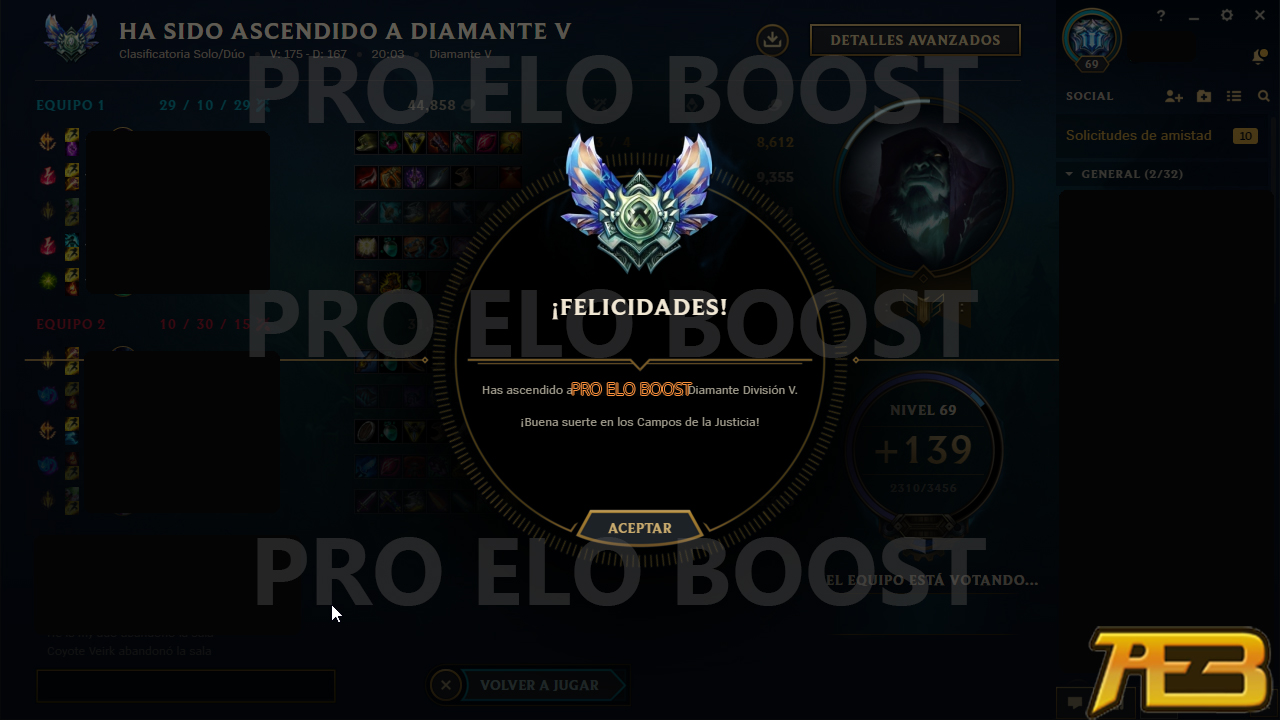 HA SIDO ASCENDIDO A DIAMANTE V
Clasificatoria Solo/Dúo • V: 175 - D: 167 • 20:03 • Diamante V
DETALLES AVANZADOS
?
69
PRO ELO BOOST
SOCIAL
EQUIPO 1 29 / 10 / 29 44,858
Solicitudes de amistad 10
8,612
GENERAL (2/32)
9,355
¡FELICIDADES!
PRO ELO BOOST
EQUIPO 2 10 / 30 / 15
Has ascendido a PRO ELO BOOST Diamante División V.
¡Buena suerte en los Campos de la Justicia!
NIVEL 69
+139
2310/3456
ACEPTAR
PRO ELO BOOST
EL EQUIPO ESTÁ VOTANDO...
Coyote Veirk abandonó la sala
VOLVER A JUGAR
PEB